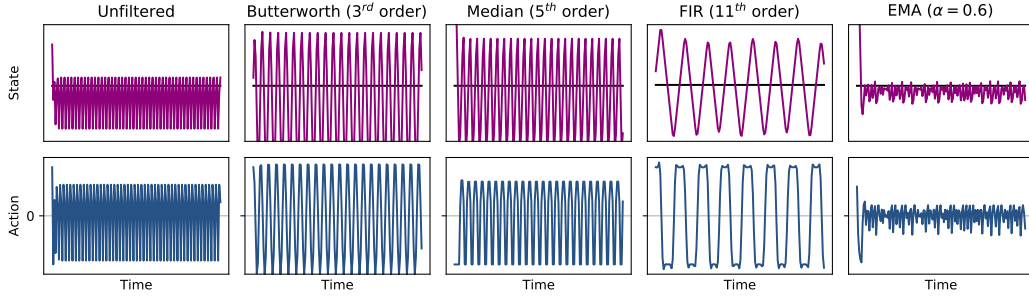 Unfiltered
Butterworth (3rd order)
Median (5th order)
FIR (11th order)
EMA (α = 0.6)
State
Action
0
Time
Time
Time
Time
Time